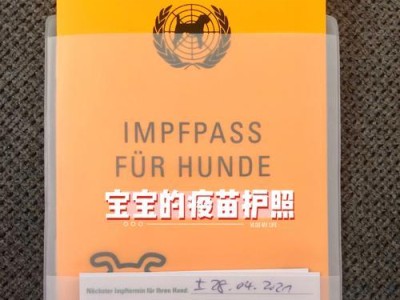 IMPFPASS
FÜR HUNDE
宝宝的疫苗护照
Nächster Impftermin für Ihren Hund ± 28.04.2021